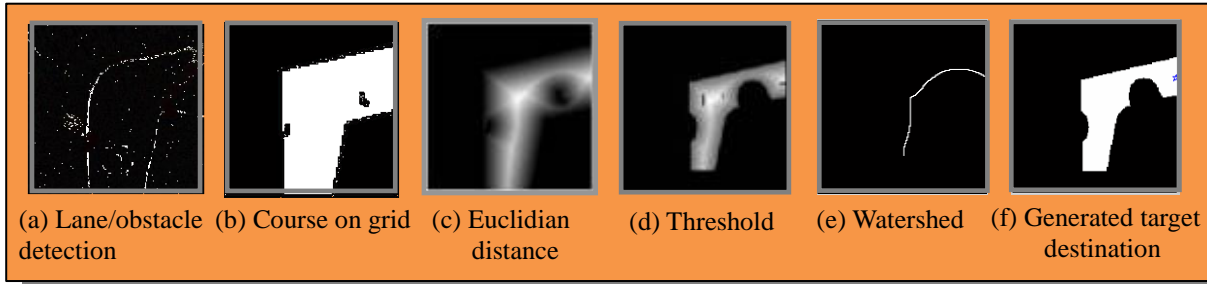 (a) Lane/obstacle
detection
(b) Course on grid
(c) Euclidian
distance
(d) Threshold
(e) Watershed
(f) Generated target
destination